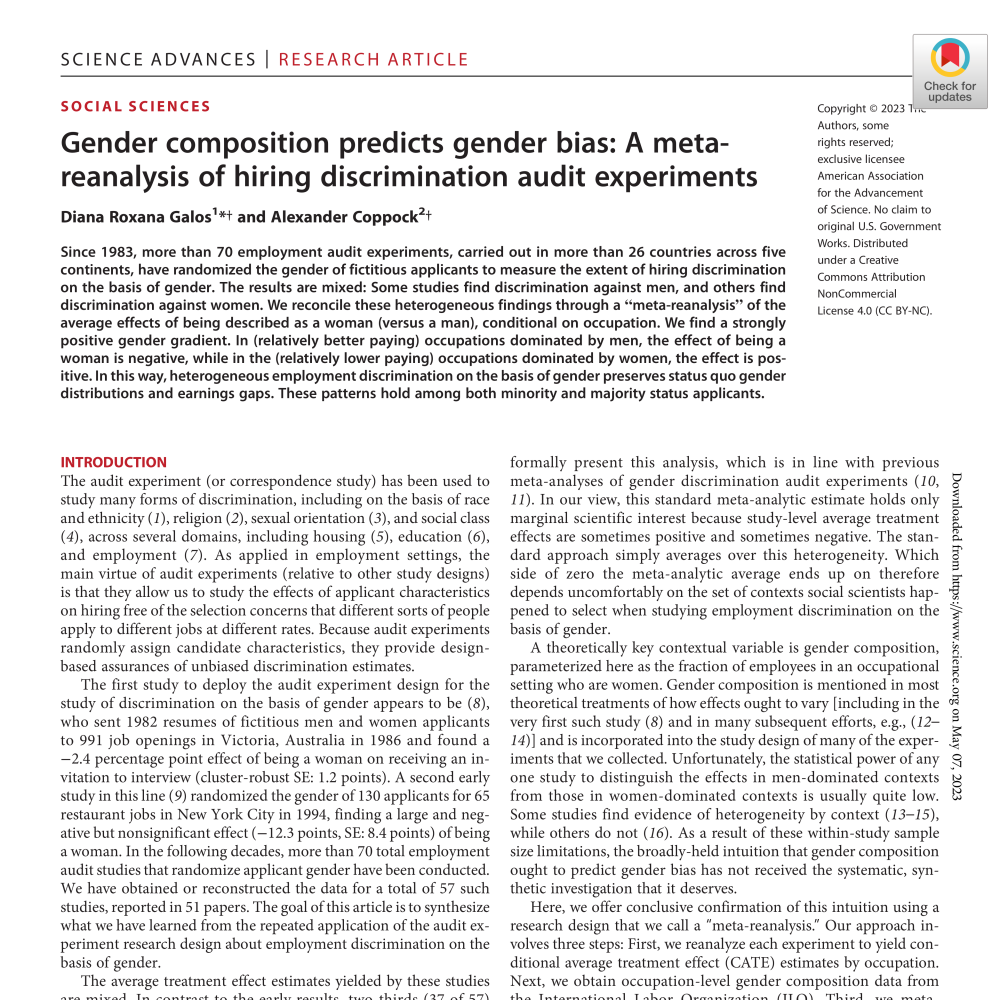 SCIENCE ADVANCES | RESEARCH ARTICLE
Check for
updates
SOCIAL SCIENCES
Gender composition predicts gender bias: A meta-
reanalysis of hiring discrimination audit experiments
Diana Roxana Galos1*† and Alexander Coppock2†
Since 1983, more than 70 employment audit experiments, carried out in more than 26 countries across five
continents, have randomized the gender of fictitious applicants to measure the extent of hiring discrimination
on the basis of gender. The results are mixed: Some studies find discrimination against men, and others find
discrimination against women. We reconcile these heterogeneous findings through a “meta-reanalysis” of the
average effects of being described as a woman (versus a man), conditional on occupation. We find a strongly
positive gender gradient. In (relatively better paying) occupations dominated by men, the effect of being a
woman is negative, while in the (relatively lower paying) occupations dominated by women, the effect is pos-
itive. In this way, heterogeneous employment discrimination on the basis of gender preserves status quo gender
distributions and earnings gaps. These patterns hold among both minority and majority status applicants.
Copyright © 2023 The
Authors, some
rights reserved;
exclusive licensee
American Association
for the Advancement
of Science. No claim to
original U.S. Government
Works. Distributed
under a Creative
Commons Attribution
NonCommercial
License 4.0 (CC BY-NC).
INTRODUCTION
The audit experiment (or correspondence study) has been used to
study many forms of discrimination, including on the basis of race
and ethnicity (1), religion (2), sexual orientation (3), and social class
(4), across several domains, including housing (5), education (6),
and employment (7). As applied in employment settings, the
main virtue of audit experiments (relative to other study designs)
is that they allow us to study the effects of applicant characteristics
on hiring free of the selection concerns that different sorts of people
apply to different jobs at different rates. Because audit experiments
randomly assign candidate characteristics, they provide design-
based assurances of unbiased discrimination estimates.
The first study to deploy the audit experiment design for the
study of discrimination on the basis of gender appears to be (8),
who sent 1982 resumes of fictitious men and women applicants
to 991 job openings in Victoria, Australia in 1986 and found a
−2.4 percentage point effect of being a woman on receiving an in-
vitation to interview (cluster-robust SE: 1.2 points). A second early
study in this line (9) randomized the gender of 130 applicants for 65
restaurant jobs in New York City in 1994, finding a large and neg-
ative but nonsignificant effect (−12.3 points, SE: 8.4 points) of being
a woman. In the following decades, more than 70 total employment
audit studies that randomize applicant gender have been conducted.
We have obtained or reconstructed the data for a total of 57 such
studies, reported in 51 papers. The goal of this article is to synthesize
what we have learned from the repeated application of the audit ex-
periment research design about employment discrimination on the
basis of gender.
The average treatment effect estimates yielded by these studies
are mixed. In contrast to the early results, two thirds (37 of 57)
formally present this analysis, which is in line with previous
meta-analyses of gender discrimination audit experiments (10,
11). In our view, this standard meta-analytic estimate holds only
marginal scientific interest because study-level average treatment
effects are sometimes positive and sometimes negative. The stan-
dard approach simply averages over this heterogeneity. Which
side of zero the meta-analytic average ends up on therefore
depends uncomfortably on the set of contexts social scientists hap-
pened to select when studying employment discrimination on the
basis of gender.
A theoretically key contextual variable is gender composition,
parameterized here as the fraction of employees in an occupational
setting who are women. Gender composition is mentioned in most
theoretical treatments of how effects ought to vary [including in the
very first such study (8) and in many subsequent efforts, e.g., (12–
14)] and is incorporated into the study design of many of the exper-
iments that we collected. Unfortunately, the statistical power of any
one study to distinguish the effects in men-dominated contexts
from those in women-dominated contexts is usually quite low.
Some studies find evidence of heterogeneity by context (13–15),
while others do not (16). As a result of these within-study sample
size limitations, the broadly-held intuition that gender composition
ought to predict gender bias has not received the systematic, syn-
thetic investigation that it deserves.
Here, we offer conclusive confirmation of this intuition using a
research design that we call a "meta-reanalysis." Our approach in-
volves three steps: First, we reanalyze each experiment to yield con-
ditional average treatment effect (CATE) estimates by occupation.
Next, we obtain occupation-level gender composition data from
the International Labor Organization (ILO). Third, we meta-
Downloaded from https://www.science.org on May 07, 2023